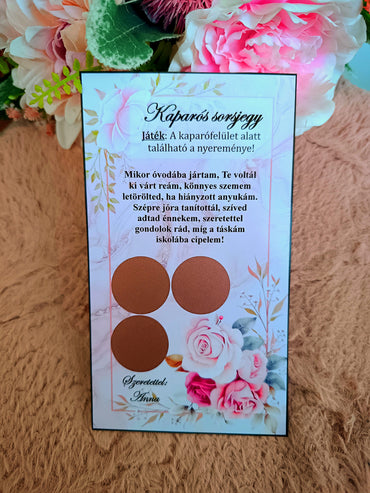 Kaparós sorsjegy
Játék: A kaparófelület alatt
található a nyereménye!
Mikor óvodába jártam, Te voltál
ki várt reám, könnyes szemem
letörölted, ha hiányzott anyukám.
Szépre jóra tanítottál, szíved
adtad énnekem, szeretettel
gondolok rád, míg a táskám
iskolába cipelem!
Szeretettel:
Anna